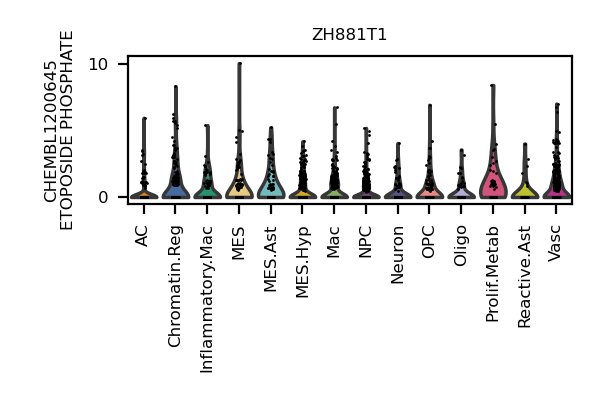 ZH881T1
CHEMBL1200645
ETOPOSIDE PHOSPHATE
10
0
AC
Chromatin.Reg
Inflammatory.Mac
MES
MES.Ast
MES.Hyp
Mac
NPC
Neuron
OPC
Oligo
Prolif.Metab
Reactive.Ast
Vasc